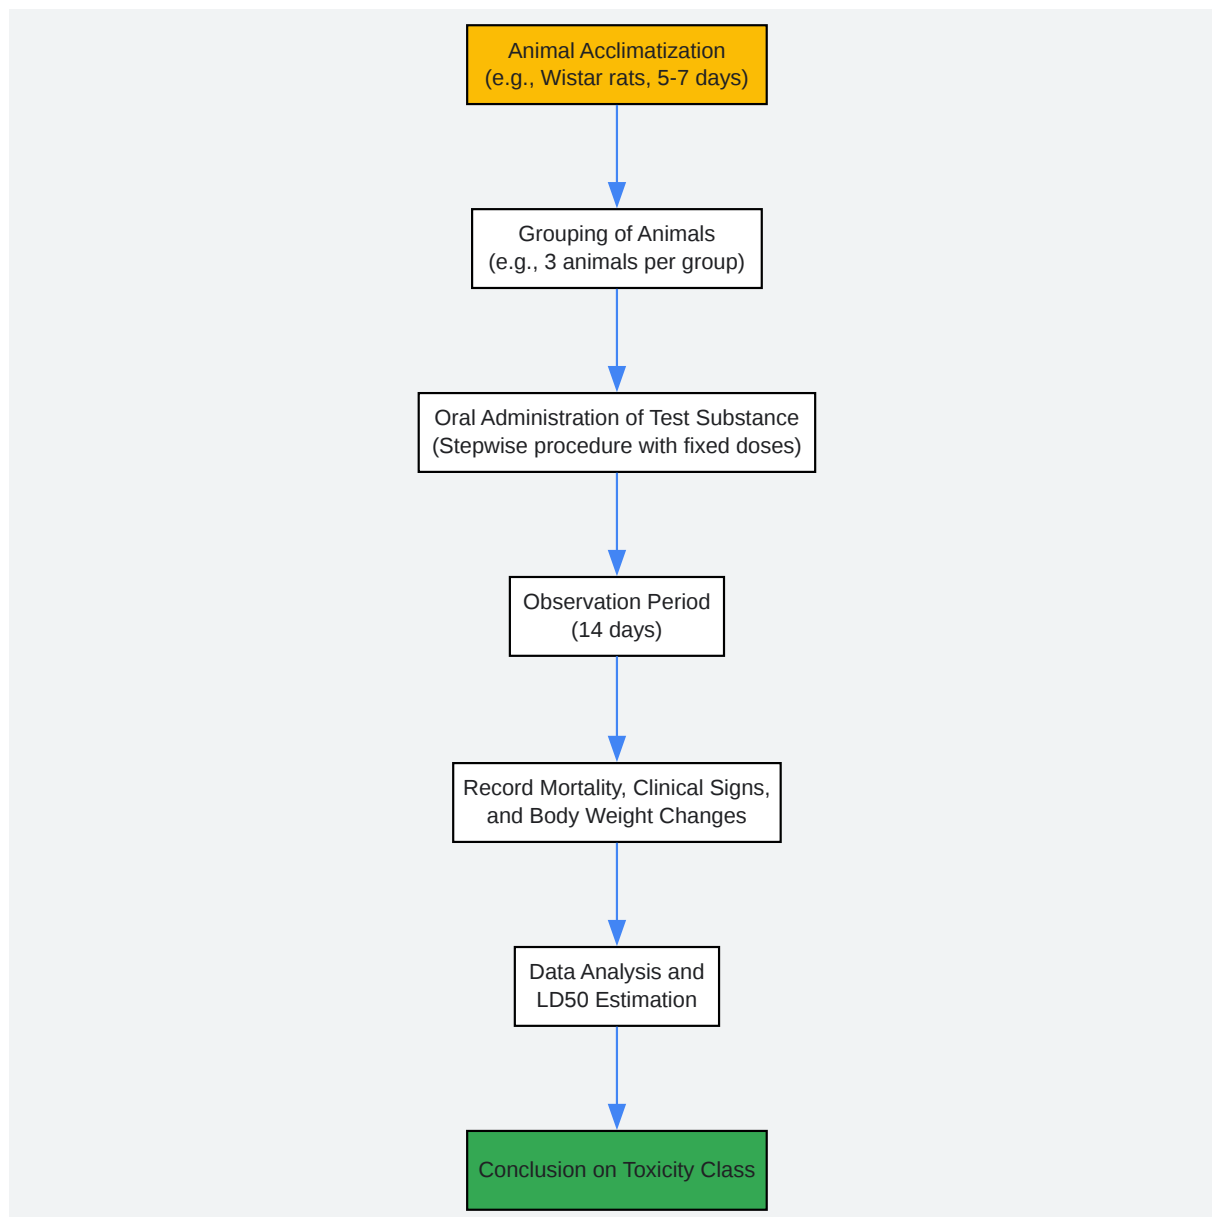 Animal Acclimatization
(e.g., Wistar rats, 5-7 days)
Grouping of Animals
(e.g., 3 animals per group)
Oral Administration of Test Substance
(Stepwise procedure with fixed doses)
Observation Period
(14 days)
Record Mortality, Clinical Signs,
and Body Weight Changes
Data Analysis and
LD50 Estimation
Conclusion on Toxicity Class